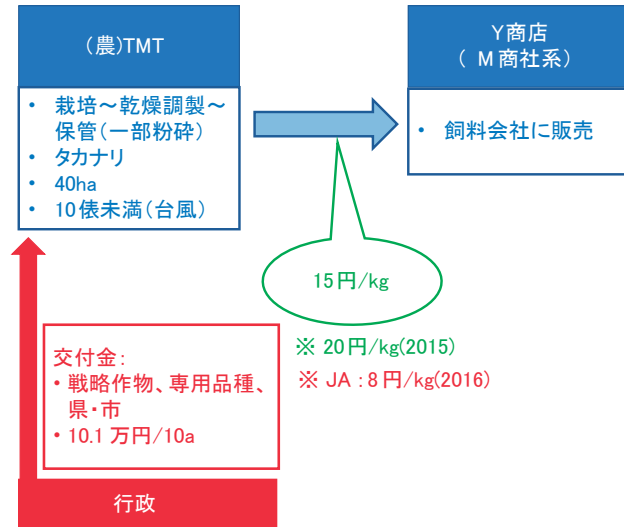 (農)TMT
• 栽培~乾燥調製~
保管(一部粉砕)
• タカナリ
• 40ha
• 10俵未満(台風)
Y商店
( M商社系)
• 飼料会社に販売
15円/kg
※ 20円/kg(2015)
※ JA :8円/kg(2016)
交付金:
• 戦略作物、専用品種、
県・市
• 10.1 万円/10a
行政